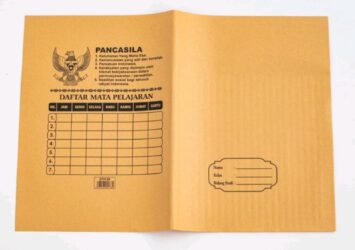 PANCASILA
1. Ketuhanan Yang Maha Esa.
2. Kemanusiaan yang adil dan beradab.
3. Persatuan Indonesia.
4. Kerakyatan yang dipimpin oleh
hikmat kebijaksanaan dalam
permusyawaratan / perwakilan.
5. Keadilan sosial bagi seluruh
rakyat Indonesia.
DAFTAR MATA PELAJARAN
NO. JAM SENIN SELASA RABU KAMIS JUMAT SABTU
1.
2.
3.
4.
5.
6.
7.
Nama :
Kelas :
Bidang Studi :